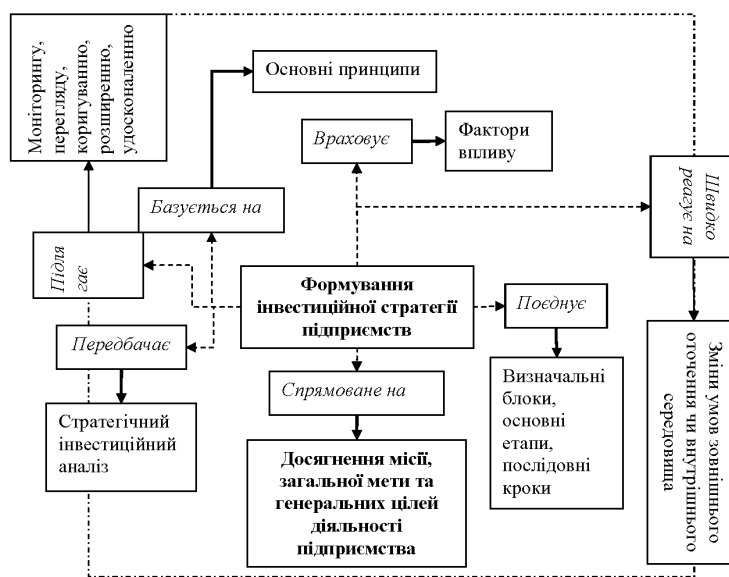 Моніторингу,
перегляду,
коригуванню,
розширенню,
удосконаленню
Основні принципи
Враховує
Фактори
впливу
Швидко
реагує на
Базується на
Підля
гає
Формування
інвестиційної стратегії
підприємств
Поєднує
Передбачає
Спрямоване на
Визначальні
блоки,
основні
етапи,
послідовні
кроки
Зміни умов зовнішнього
оточення чи внутрішнього
середовища
Стратегічний
інвестиційний
аналіз
Досягнення місії,
загальної мети та
генеральних цілей
діяльності
підприємства